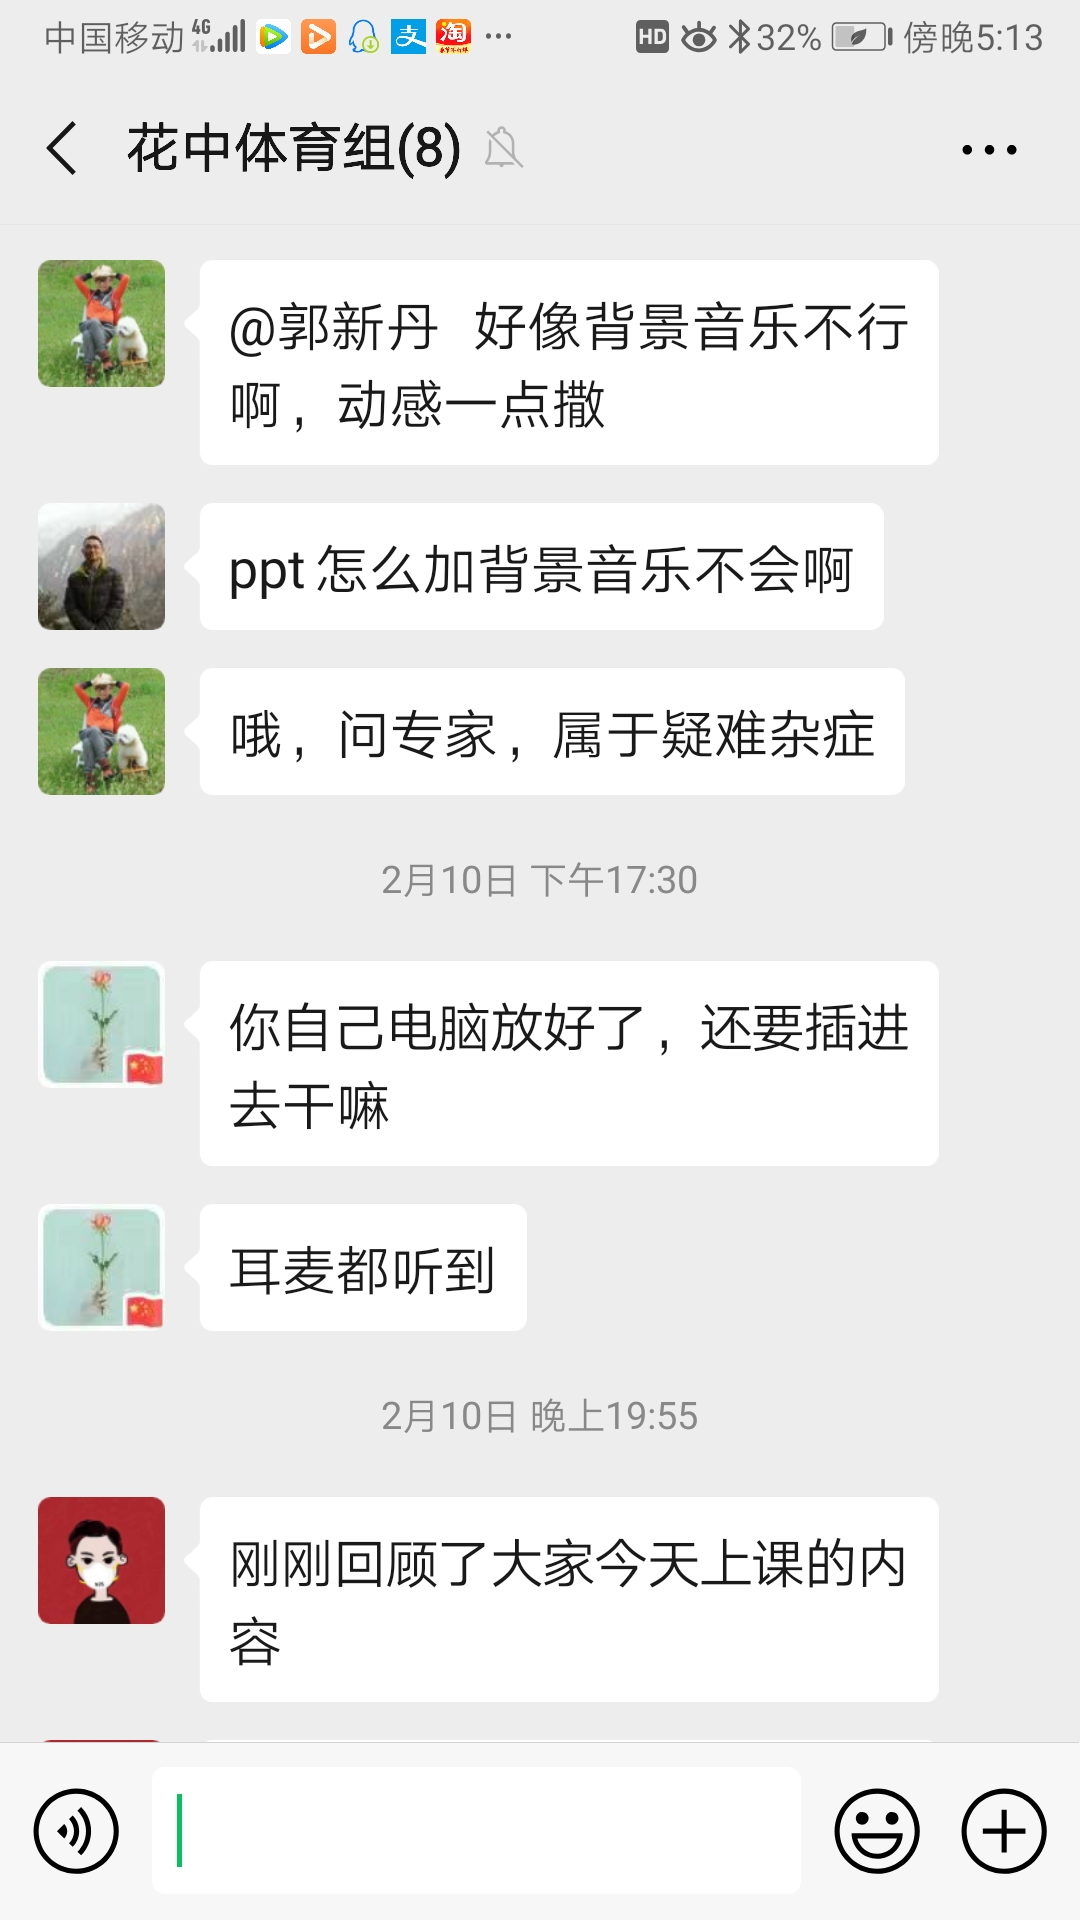 中国移动 4G HD 32% 傍晚5:13
花中体育组(8)
@郭新丹 好像背景音乐不行
啊，动感一点撒
ppt怎么加背景音乐不会啊
哦，问专家，属于疑难杂症
2月10日 下午17:30
你自己电脑放好了，还要插进
去干嘛
耳麦都听到
2月10日 晚上19:55
刚刚回顾了大家今天上课的内
容